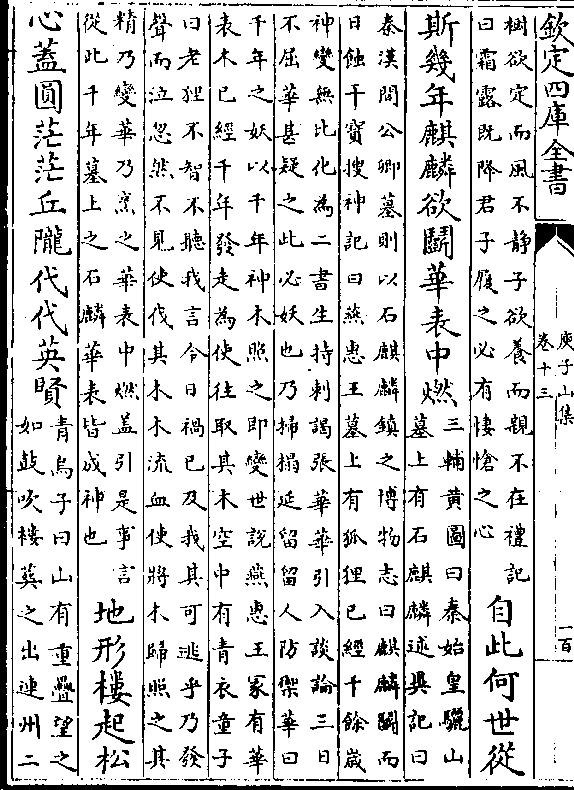 欽定四庫全書
庾子山集
卷十三
一百
樹欲定而風不静子欲養而親不在禮記
曰霜露既降君子履之必有悽愴之心
自此何世從
斯幾年麒麟欲鬭華表中燃
三輔黄圖曰秦始皇驪山
墓上有石麒麟述異記曰
秦漢間公卿墓則以石麒麟鎮之博物志曰麒麟鬭而
日蝕干寳搜神記曰燕恵王墓上有狐狸已經千餘歳
神變無比化為二書生持刺謁張華華引入談論三日
不屈華甚疑之此必妖也乃掃榻延留留人防禦華曰
千年之妖以千年神木照之即變世説燕恵王冡有華
表木已經千年發走為使往取其木空中有青衣童子
曰老狸不智不聽我言今日禍已及我其可逃乎乃發
聲而泣忽然不見使伐其木木流血使將木歸照之其
精乃變華乃烹之華表中燃盖引是事言
從此千年墓上之石麟華表皆成神也
地形樓起松
心蓋圓茫茫丘隴代代英賢
青烏子曰山有重疊望之
如鼓吹樓葬之出連州二